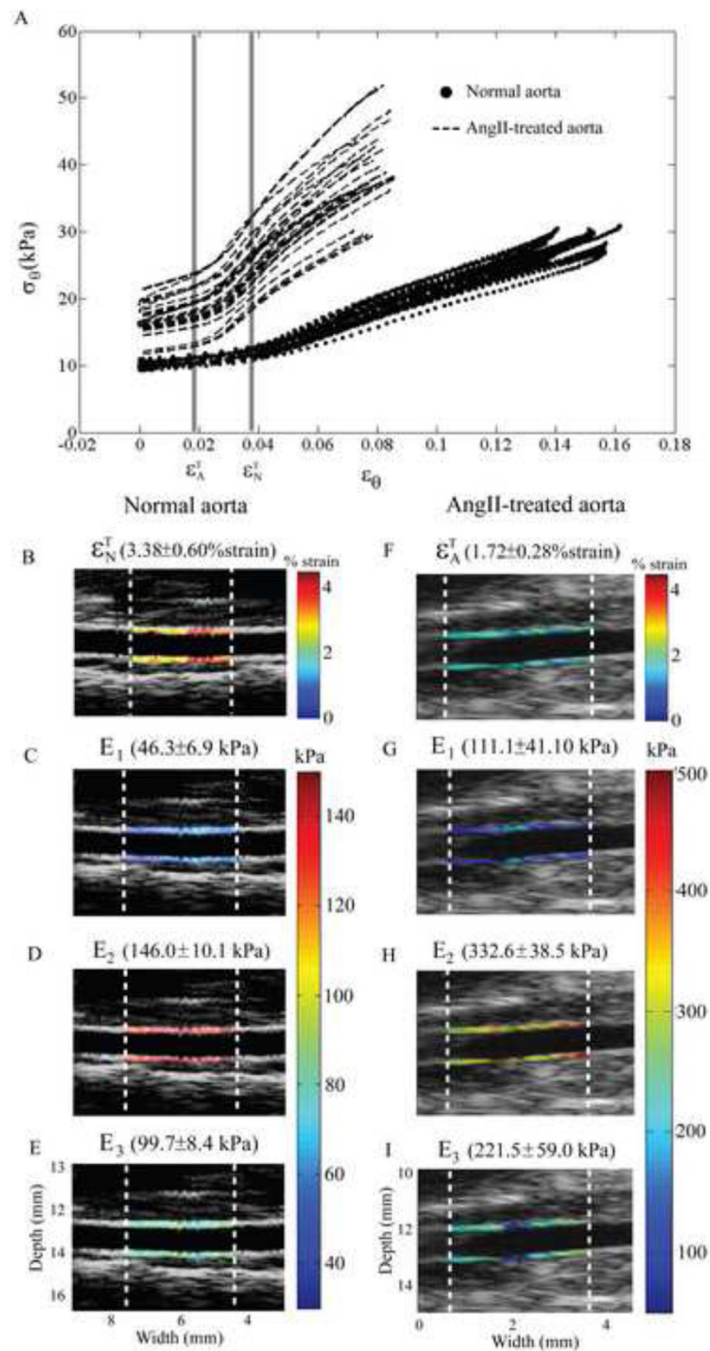 A
60
50
40
30
20
10
0
σθ(kPa)
Normal aorta
AngII-treated aorta
-0.02 0 0.02 0.04 0.06 0.08 0.1 0.12 0.14 0.16 0.18
ε_A^T ε_N^T εθ
Normal aorta AngII-treated aorta
B ε_N^T (3.38±0.60%strain) % strain
4
2
0
F ε_A^T (1.72±0.28%strain) % strain
4
2
0
C E₁ (46.3±6.9 kPa) kPa
G E₁ (111.1±41.10 kPa) kPa
D E₂ (146.0±10.1 kPa)
H E₂ (332.6±38.5 kPa)
E E₃ (99.7±8.4 kPa)
I E₃ (221.5±59.0 kPa)
140
120
100
80
60
40
500
400
300
200
100
13
12
14
16
Depth (mm)
8 6 4
Width (mm)
10
12
14
Depth (mm)
0 2 4
Width (mm)